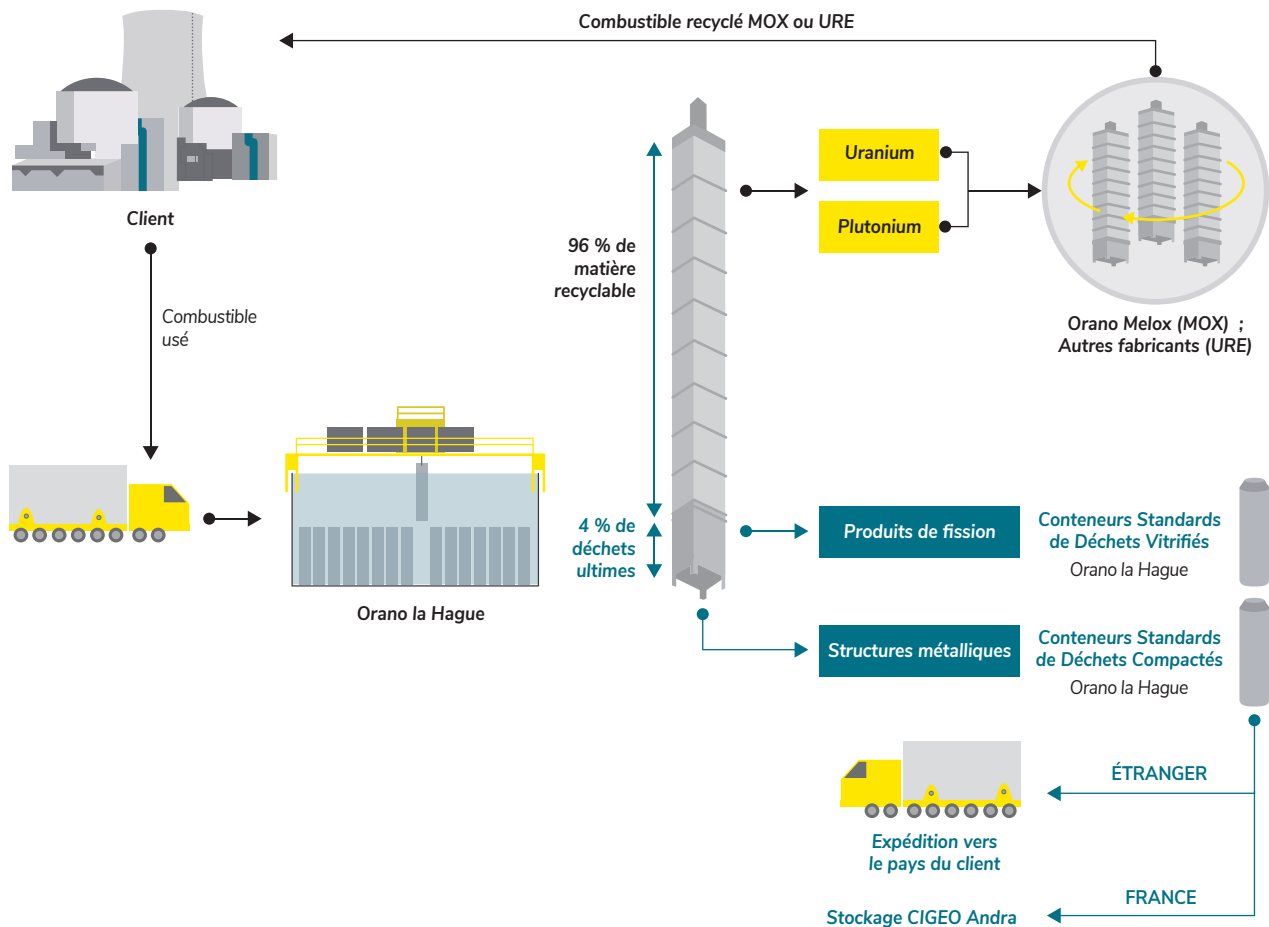 Combustible recyclé MOX ou URE
Client
Combustible
usé
Orano la Hague
96 % de
matière
recyclable
4 % de
déchets
ultimes
Uranium
Plutonium
Orano Melox (MOX) ;
Autres fabricants (URE)
Produits de fission
Conteneurs Standards
de Déchets Vitrifiés
Orano la Hague
Structures métalliques
Conteneurs Standards
de Déchets Compactés
Orano la Hague
ÉTRANGER
Expédition vers
le pays du client
FRANCE
Stockage CIGEO Andra